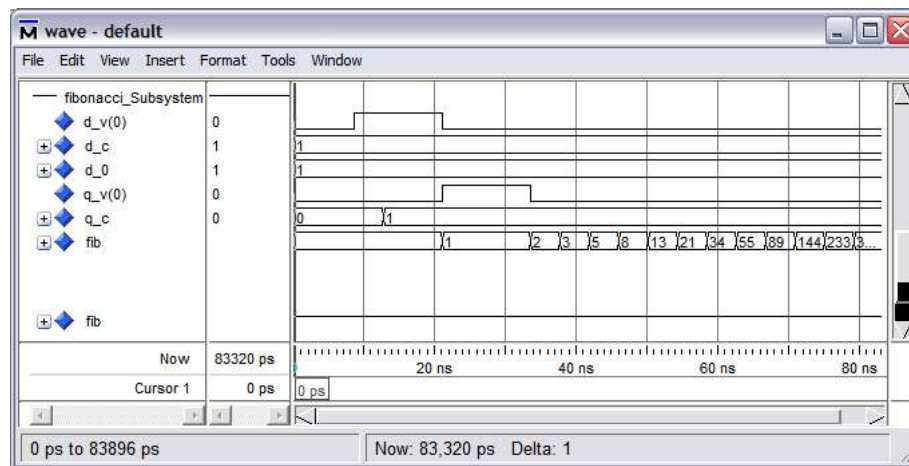 wave - default
File Edit View Insert Format Tools Window
fibonacci_Subsystem
d_v(0) 0
d_c 1 1
d_0 1 1
q_v(0) 0
q_c 0 0 1
fib 1 2 3 5 8 13 21 34 55 89 144 233 3...
fib
Now 83320 ps 20 ns 40 ns 60 ns 80 ns
Cursor 1 0 ps 0 ps
0 ps to 83896 ps Now: 83,320 ps Delta: 1